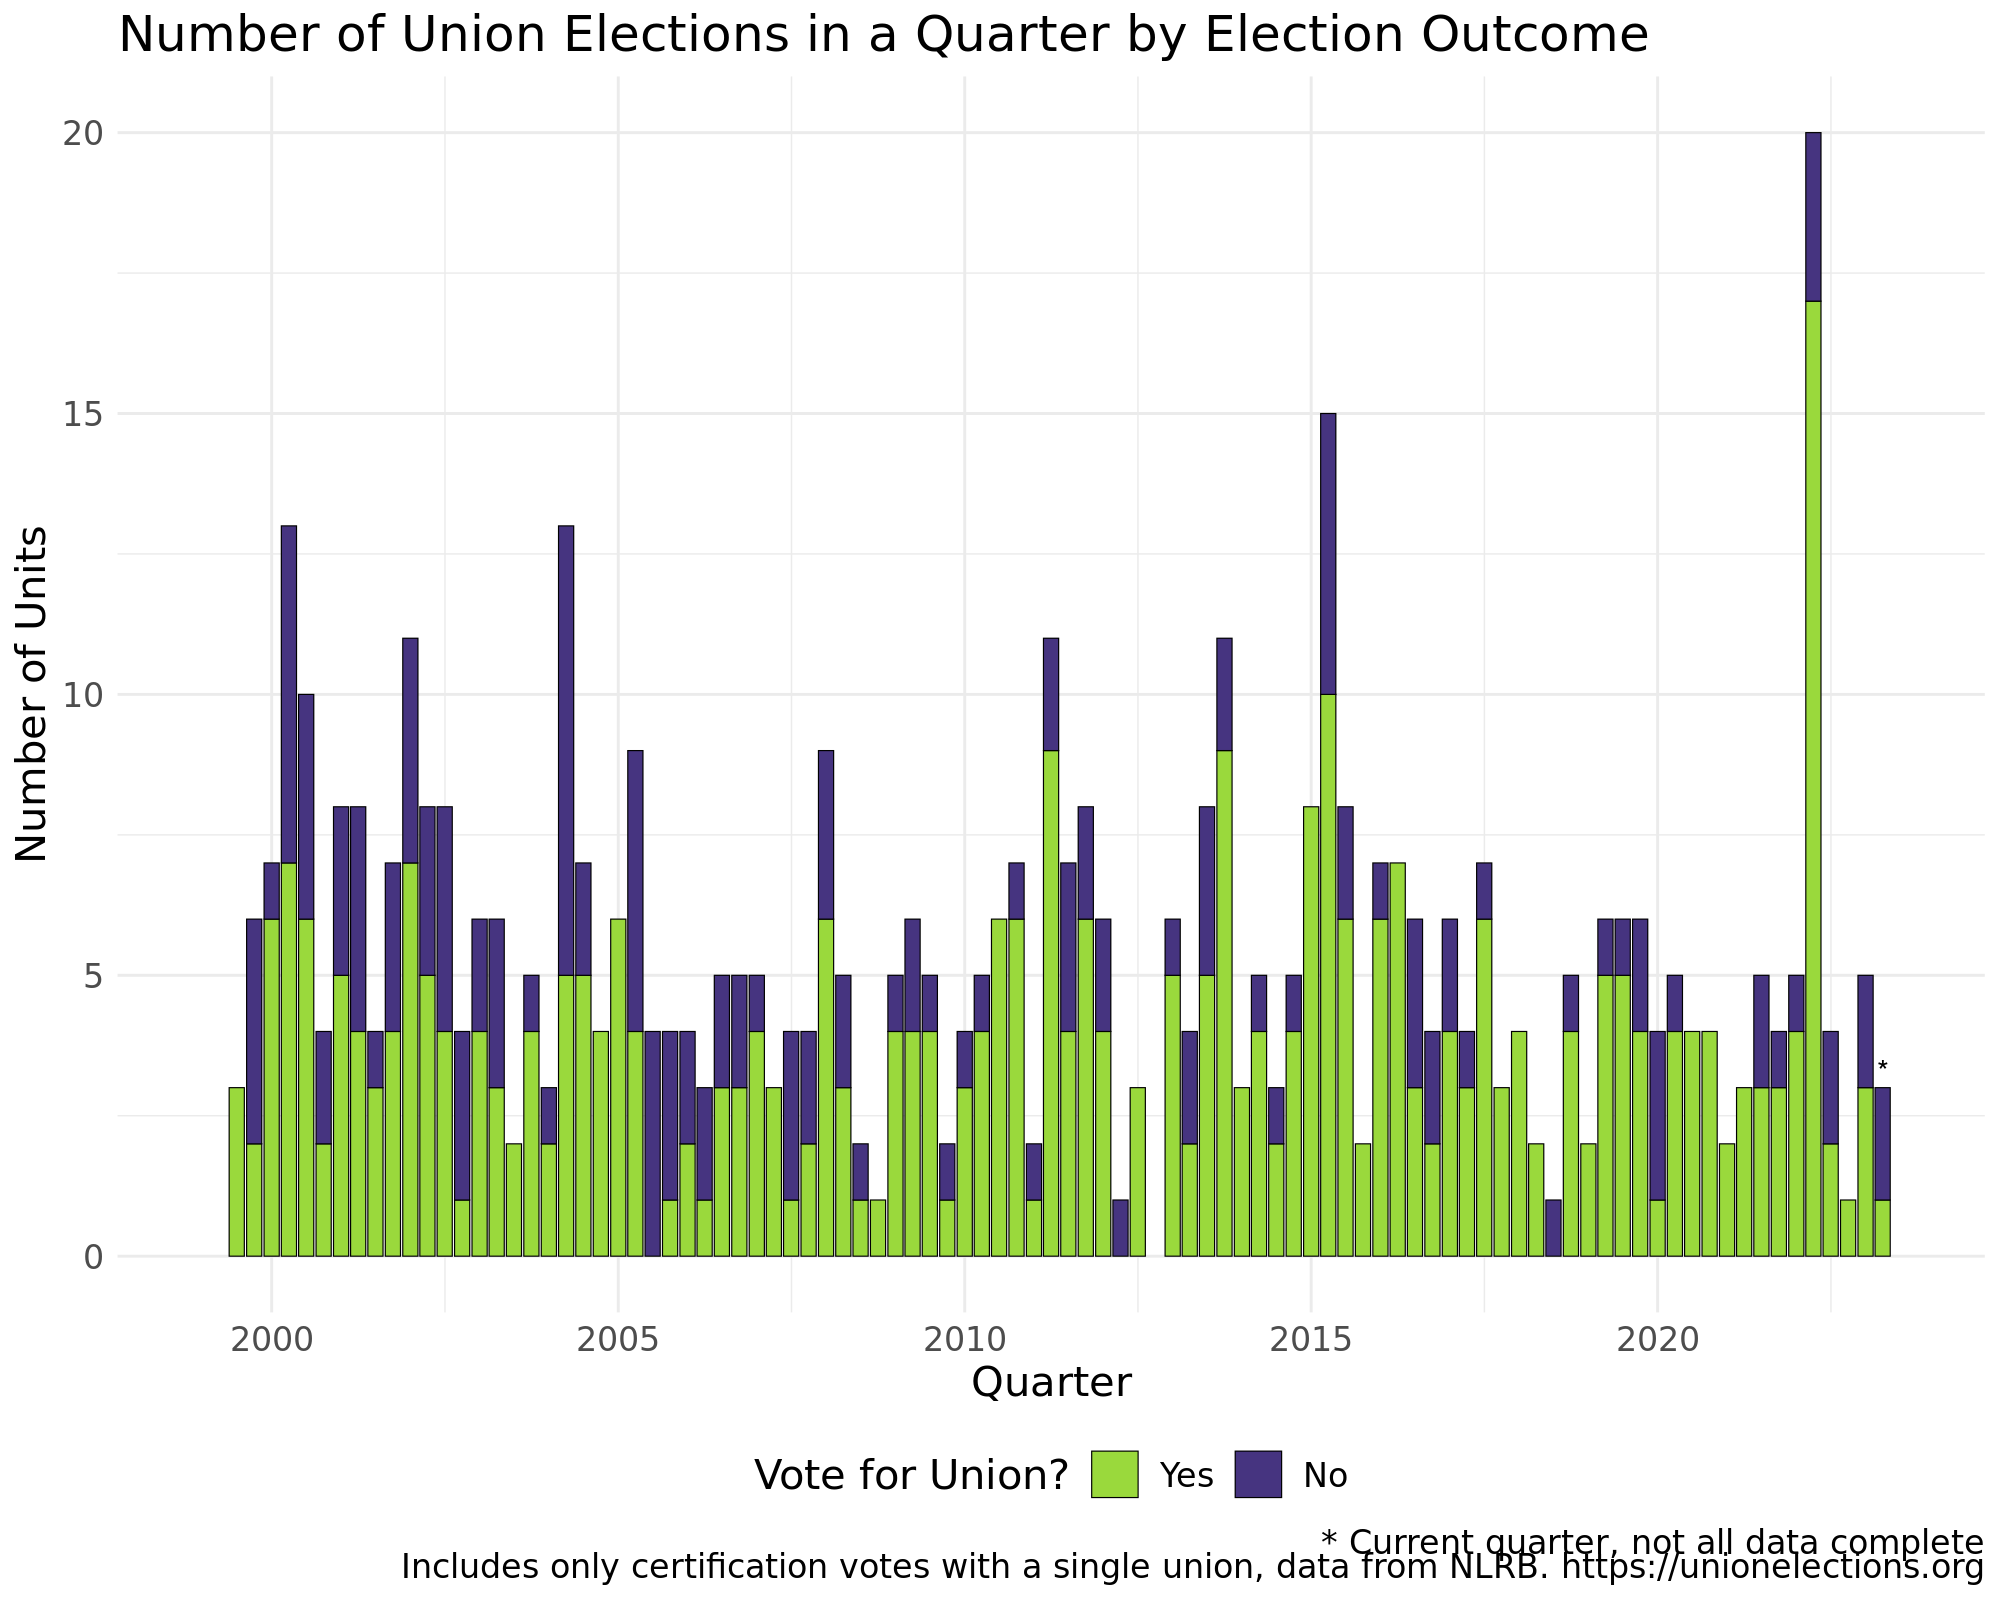 Number of Union Elections in a Quarter by Election Outcome
Number of Units
20
15
10
5
0
*
2000 2005 2010 2015 2020
Quarter
Vote for Union? Yes No
* Current quarter, not all data complete
Includes only certification votes with a single union, data from NLRB. https://unionelections.org